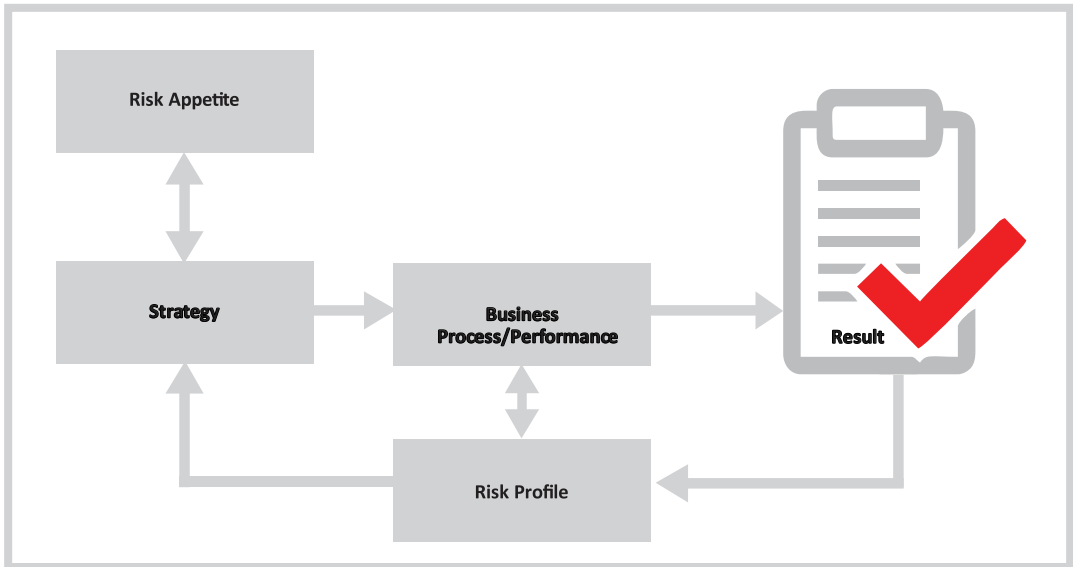 Risk Appetite
Strategy
Business
Process/Performance
Result
Risk Profile